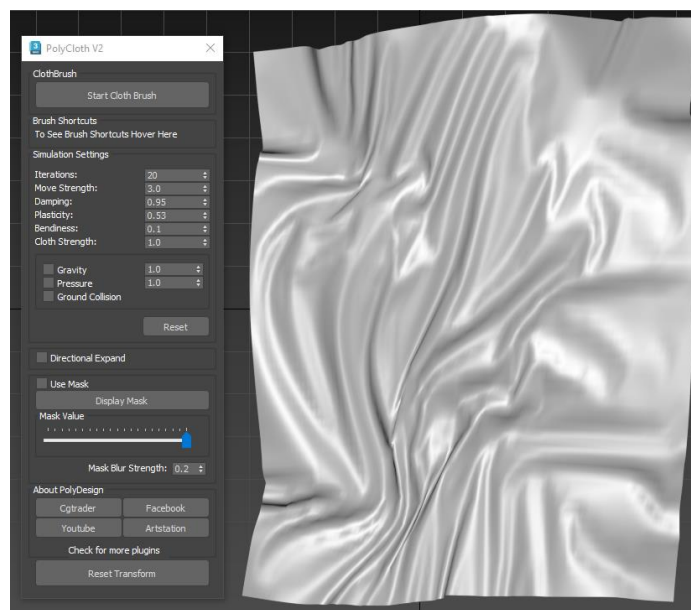 3
PolyCloth V2
ClothBrush
Start Cloth Brush
Brush Shortcuts
To See Brush Shortcuts Hover Here
Simulation Settings
Iterations: 20
Move Strength: 3.0
Damping: 0.95
Plasticity: 0.53
Bendiness: 0.1
Cloth Strength: 1.0
Gravity 1.0
Pressure 1.0
Ground Collision
Reset
Directional Expand
Use Mask
Display Mask
Mask Value
Mask Blur Strength: 0.2
About PolyDesign
Cgtrader Facebook
Youtube Artstation
Check for more plugins
Reset Transform